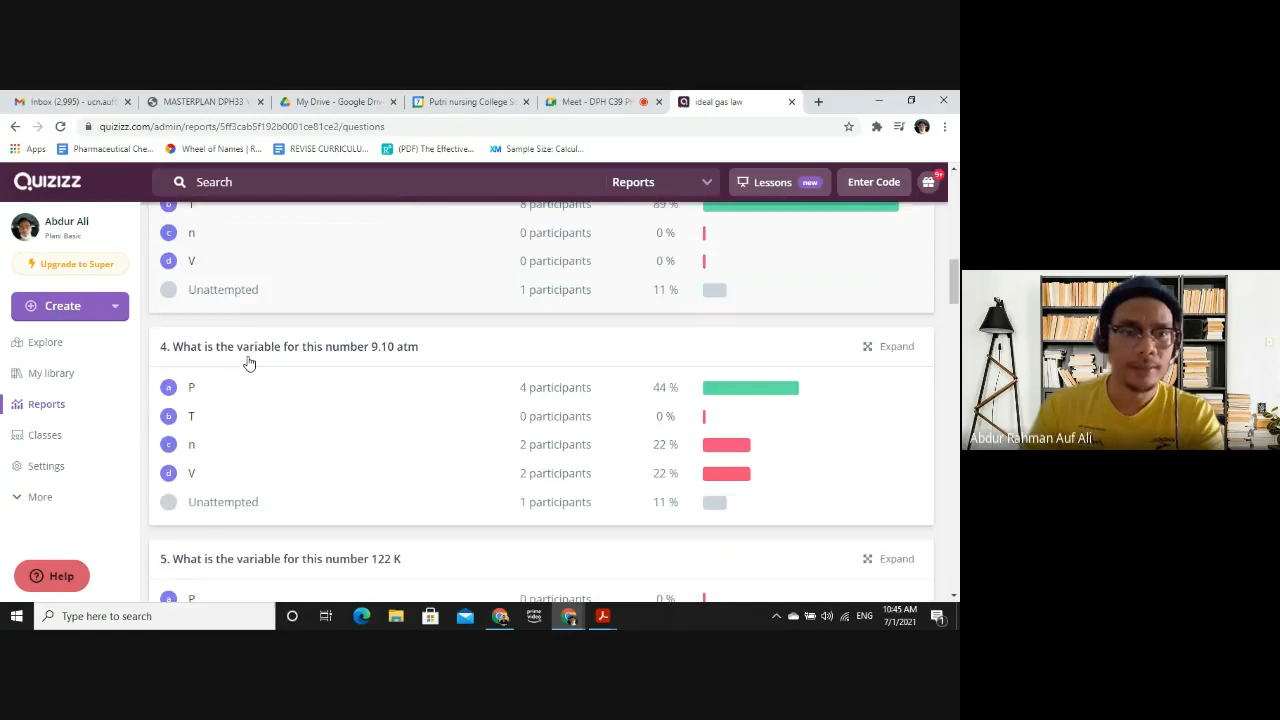 Inbox (2,995) - ucn.auf
MASTERPLAN DPH33
My Drive - Google Driv
Putri nursing College S
Meet - DPH C39 P
ideal gas law
quizizz.com/admin/reports/5ff3cab5f192b0001ce81ce2/questions
Apps
Pharmaceutical Che...
Wheel of Names | R...
REVISE CURRICULU...
(PDF) The Effective...
XM Sample Size: Calcul...
QUIZIZZ
Search
Reports
Lessons new
Enter Code
9+
Abdur Ali
Plan: Basic
Upgrade to Super
Create
Explore
My library
Reports
Classes
Settings
More
Help
b T 8 participants 89 %
c n 0 participants 0 %
d V 0 participants 0 %
Unattempted 1 participants 11 %
4. What is the variable for this number 9.10 atm Expand
a P 4 participants 44 %
b T 0 participants 0 %
c n 2 participants 22 %
d V 2 participants 22 %
Unattempted 1 participants 11 %
5. What is the variable for this number 122 K Expand
a P 0 participants 0 %
Type here to search
prime video
ENG
10:45 AM
7/1/2021
1
Abdur Rahman Auf Ali